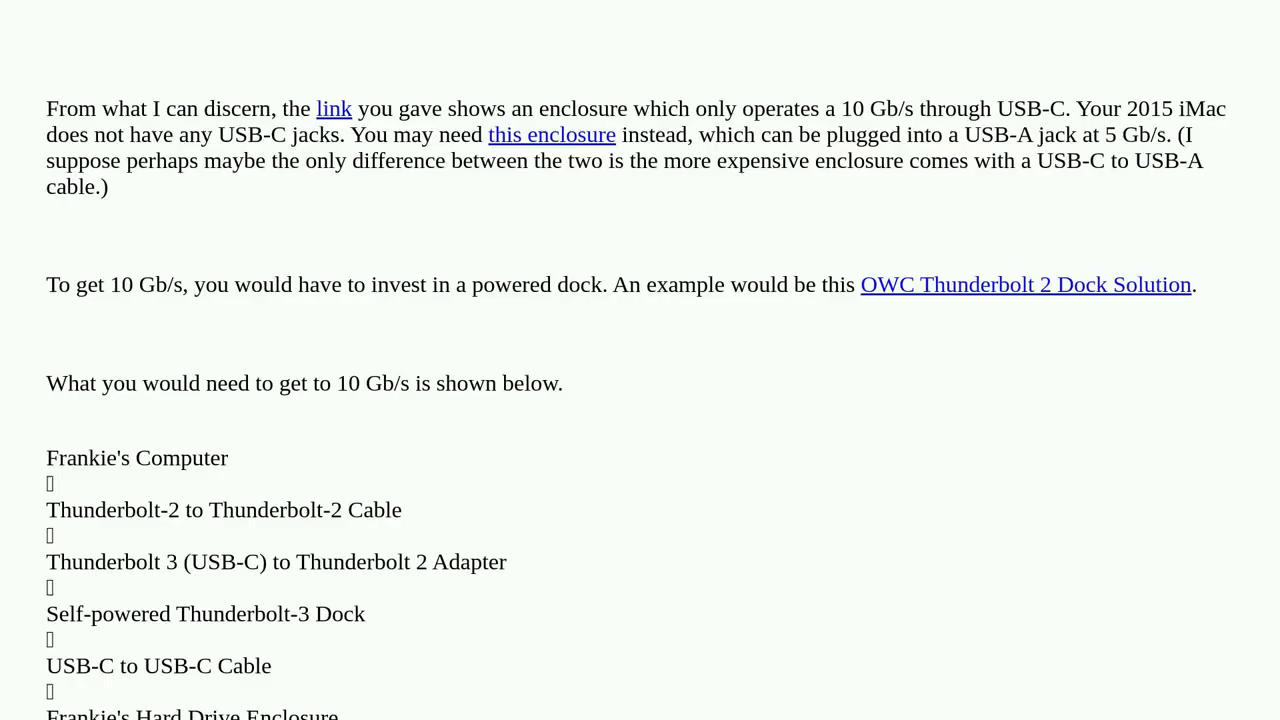 From what I can discern, the link you gave shows an enclosure which only operates a 10 Gb/s through USB-C. Your 2015 iMac
does not have any USB-C jacks. You may need this enclosure instead, which can be plugged into a USB-A jack at 5 Gb/s. (I
suppose perhaps maybe the only difference between the two is the more expensive enclosure comes with a USB-C to USB-A
cable.)
To get 10 Gb/s, you would have to invest in a powered dock. An example would be this OWC Thunderbolt 2 Dock Solution.
What you would need to get to 10 Gb/s is shown below.
Frankie's Computer
Thunderbolt-2 to Thunderbolt-2 Cable
Thunderbolt 3 (USB-C) to Thunderbolt 2 Adapter
Self-powered Thunderbolt-3 Dock
USB-C to USB-C Cable
Frankie's Hard Drive Enclosure